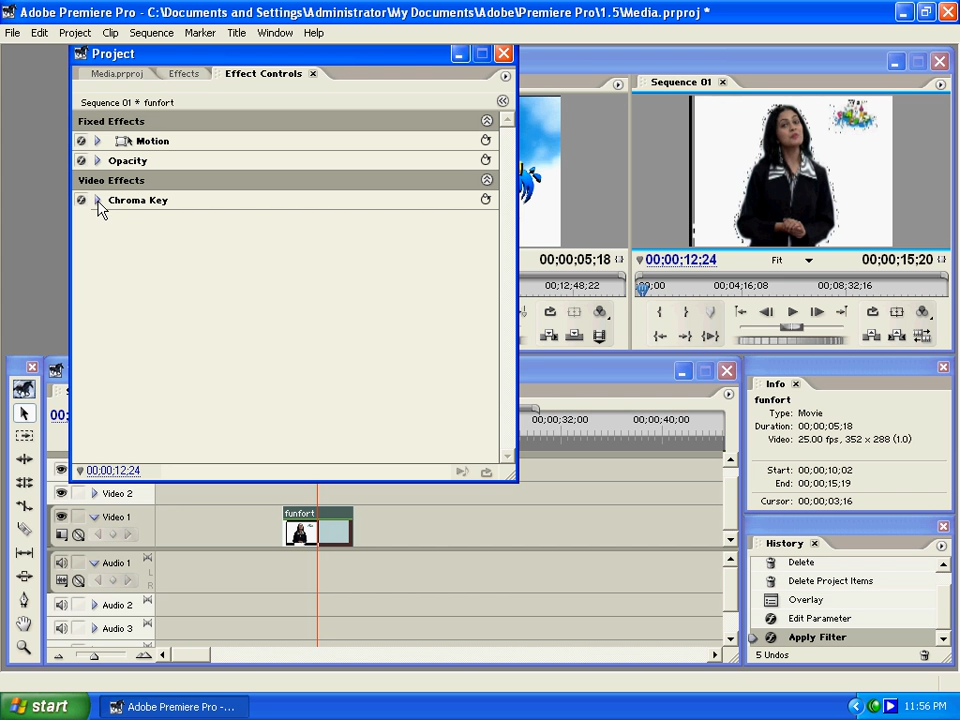 Adobe Premiere Pro - C:\Documents and Settings\Administrator\My Documents\Adobe\Premiere Pro\1.5\Media.prproj *
File Edit Project Clip Sequence Marker Title Window Help
Project
Media.prproj Effects Effect Controls
Sequence 01 * funfort
Fixed Effects
Motion
Opacity
Video Effects
Chroma Key
00;00;12;24
Sequence 01
00;00;05;18
00;00;12;24 Fit 00;00;15;20
00;12;48;22
00;00 00;04;16;08 00;08;32;16
00;00;32;00 00;00;40;00
Video 2
Video 1
funfort
Audio 1
L
R
Audio 2
Audio 3
Info
funfort
Type: Movie
Duration: 00;00;05;18
Video: 25.00 fps, 352 x 288 (1.0)
Start: 00;00;10;02
End: 00;00;15;19
Cursor: 00;00;03;16
History
Delete
Delete Project Items
Overlay
Edit Parameter
Apply Filter
5 Undos
start Adobe Premiere Pro -... 11:56 PM